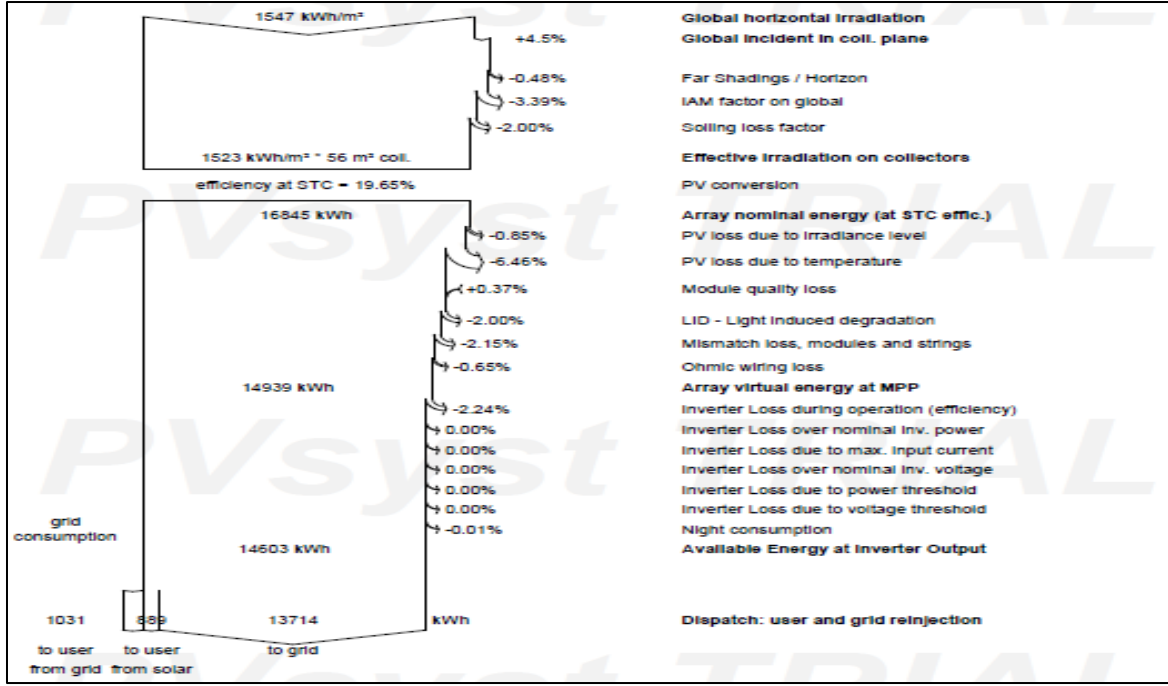 1547 kWh/m² Global horizontal irradiation
+4.5% Global incident in coll. plane
-0.48% Far Shadings / Horizon
-3.39% IAM factor on global
-2.00% Soiling loss factor
1523 kWh/m² * 56 m² coll. Effective irradiation on collectors
efficiency at STC = 19.65% PV conversion
PVsyst TRIAL
16845 kWh Array nominal energy (at STC effic.)
-0.85% PV loss due to irradiance level
-6.46% PV loss due to temperature
+0.37% Module quality loss
-2.00% LID - Light induced degradation
-2.15% Mismatch loss, modules and strings
-0.65% Ohmic wiring loss
14939 kWh Array virtual energy at MPP
-2.24% Inverter Loss during operation (efficiency)
0.00% Inverter Loss over nominal inv. power
0.00% Inverter Loss due to max. input current
PVsyst TRIAL
0.00% Inverter Loss over nominal inv. voltage
0.00% Inverter Loss due to power threshold
0.00% Inverter Loss due to voltage threshold
grid
consumption
-0.01% Night consumption
14603 kWh Available Energy at Inverter Output
1031 889 13714 kWh Dispatch: user and grid reinjection
to user to user to grid
from grid from solar
PVsyst TRIAL